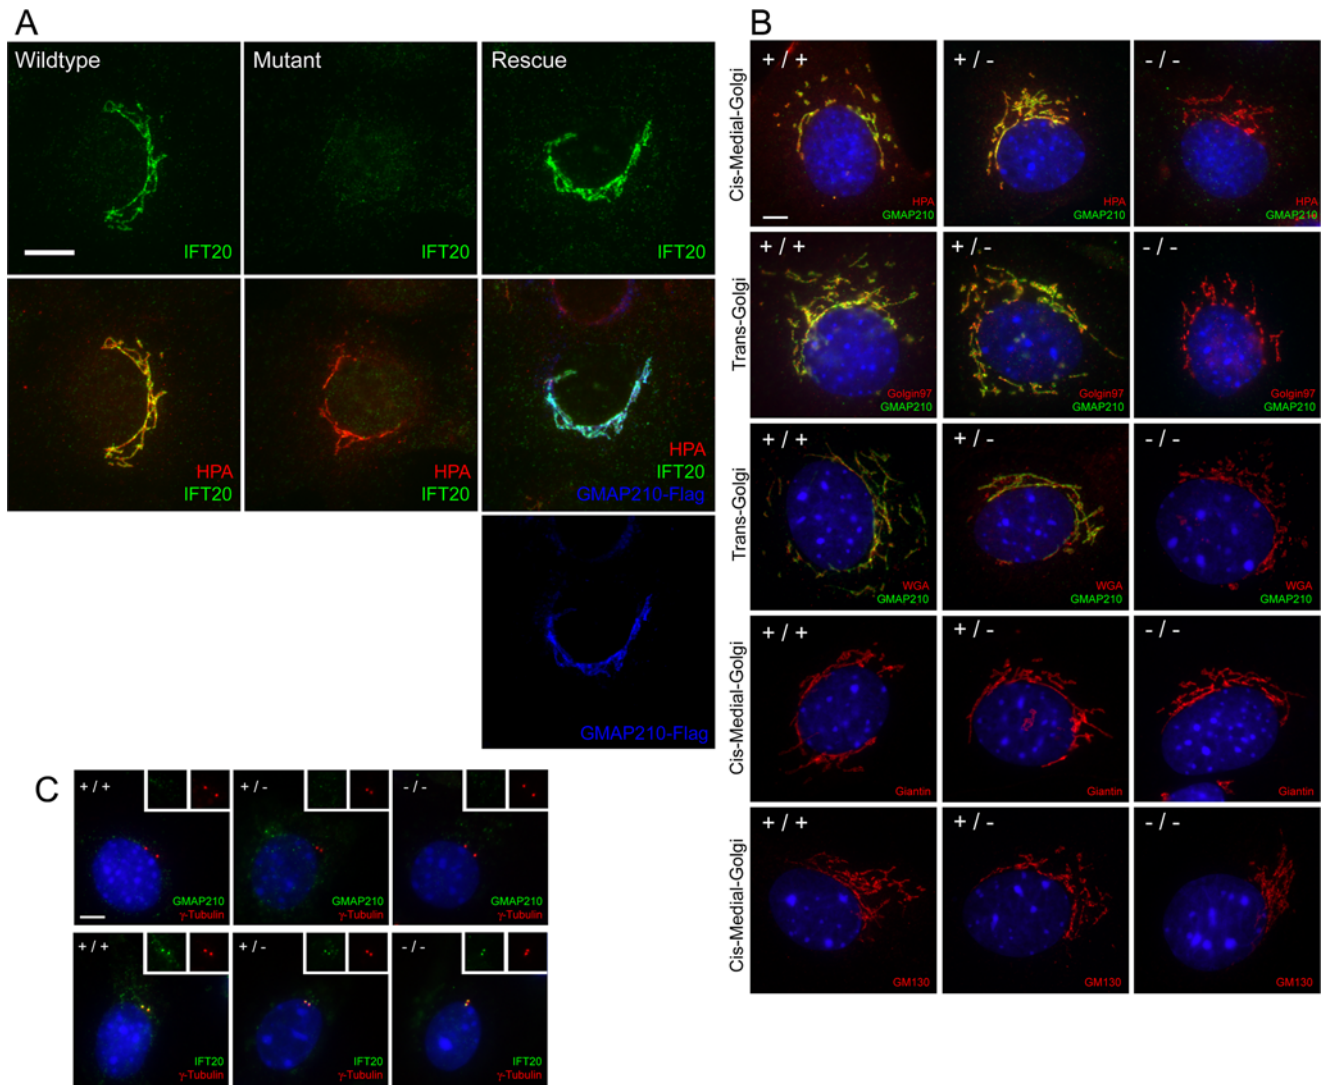 A
Wildtype
Mutant
Rescue
IFT20
IFT20
IFT20
HPA
IFT20
HPA
IFT20
HPA
IFT20
GMAP210-Flag
GMAP210-Flag
B
Cis-Medial-Golgi
+ / +
HPA
GMAP210
+ / -
HPA
GMAP210
- / -
HPA
GMAP210
Trans-Golgi
+ / +
Golgin97
GMAP210
+ / -
Golgin97
GMAP210
- / -
Golgin97
GMAP210
Trans-Golgi
+ / +
WGA
GMAP210
+ / -
WGA
GMAP210
- / -
WGA
GMAP210
Cis-Medial-Golgi
+ / +
Giantin
+ / -
Giantin
- / -
Giantin
Cis-Medial-Golgi
+ / +
GM130
+ / -
GM130
- / -
GM130
C
+ / +
GMAP210
γ-Tubulin
+ / -
GMAP210
γ-Tubulin
- / -
GMAP210
γ-Tubulin
+ / +
IFT20
γ-Tubulin
+ / -
IFT20
γ-Tubulin
- / -
IFT20
γ-Tubulin